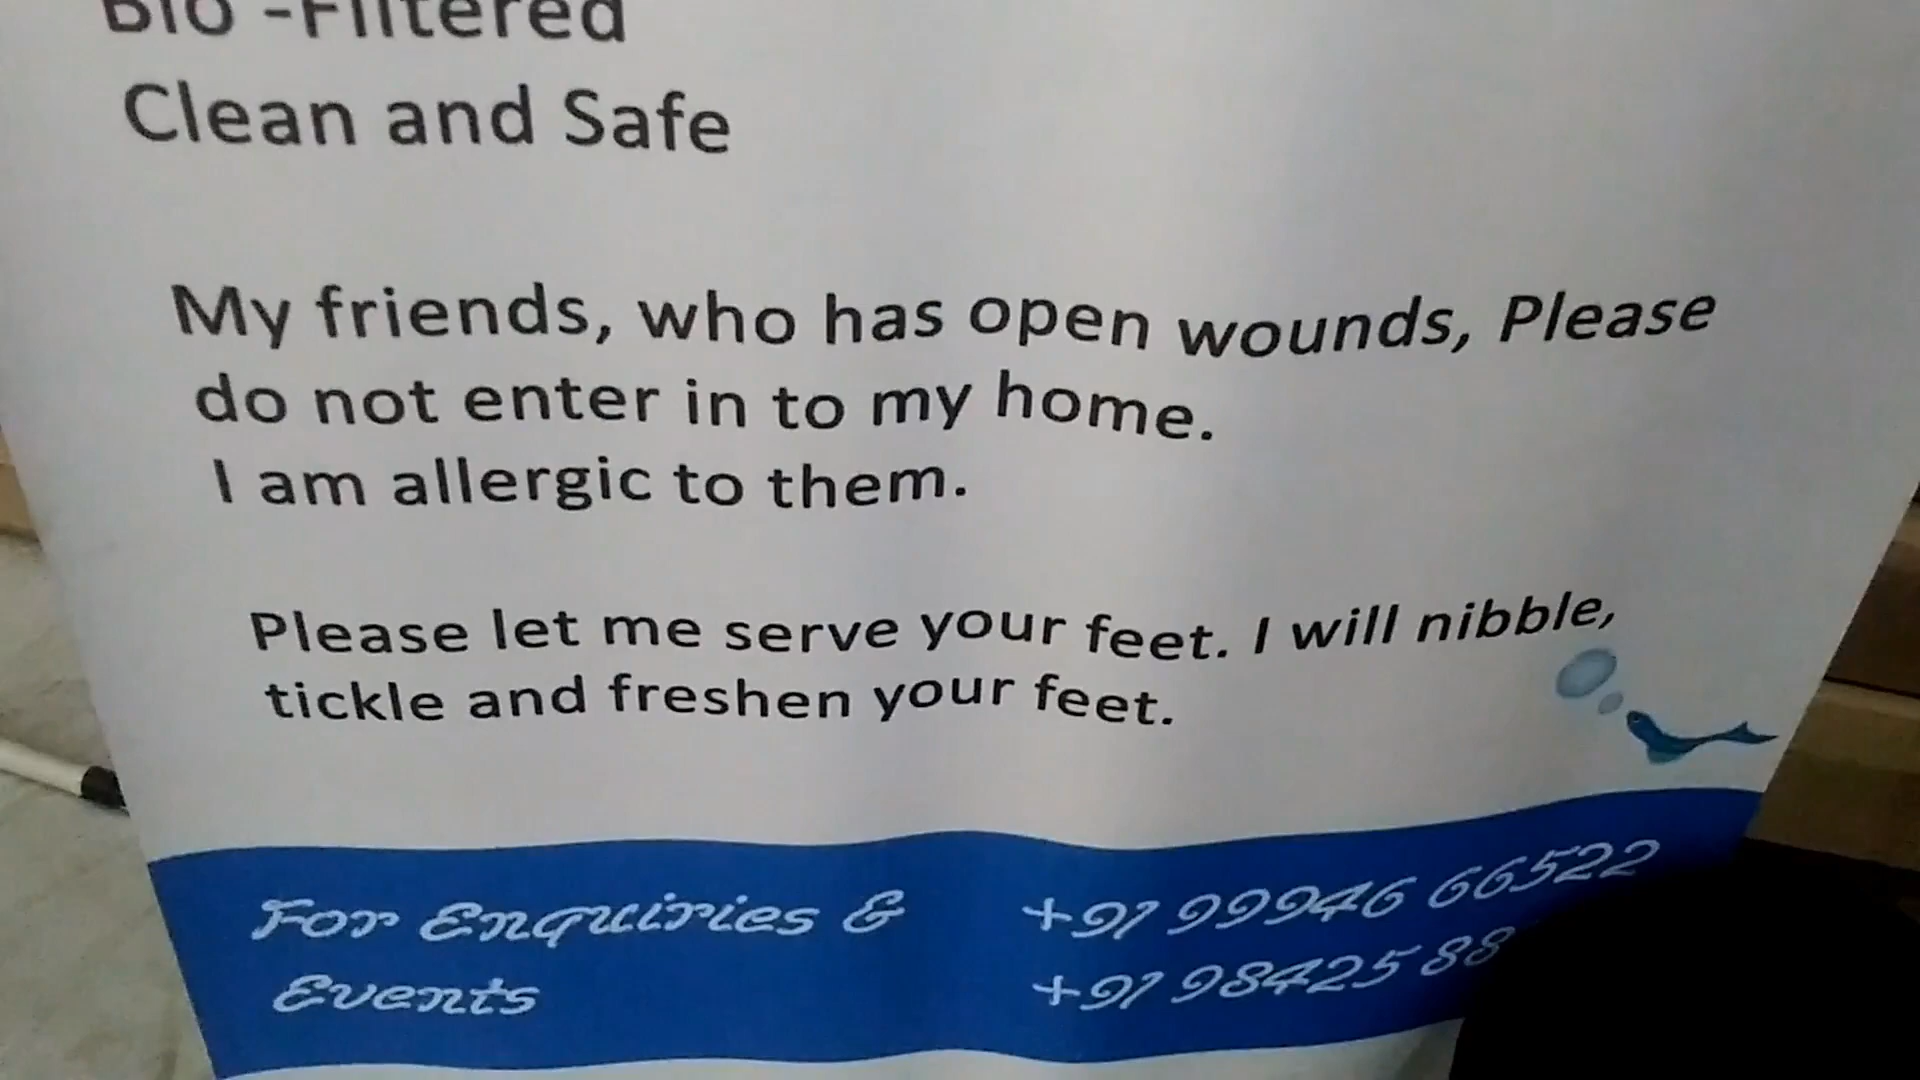 Bio -Filtered
Clean and Safe
My friends, who has open wounds, Please
do not enter in to my home.
I am allergic to them.
Please let me serve your feet. I will nibble,
tickle and freshen your feet.
For Enquiries &
Events
+91 99946 66522
+91 98425 88